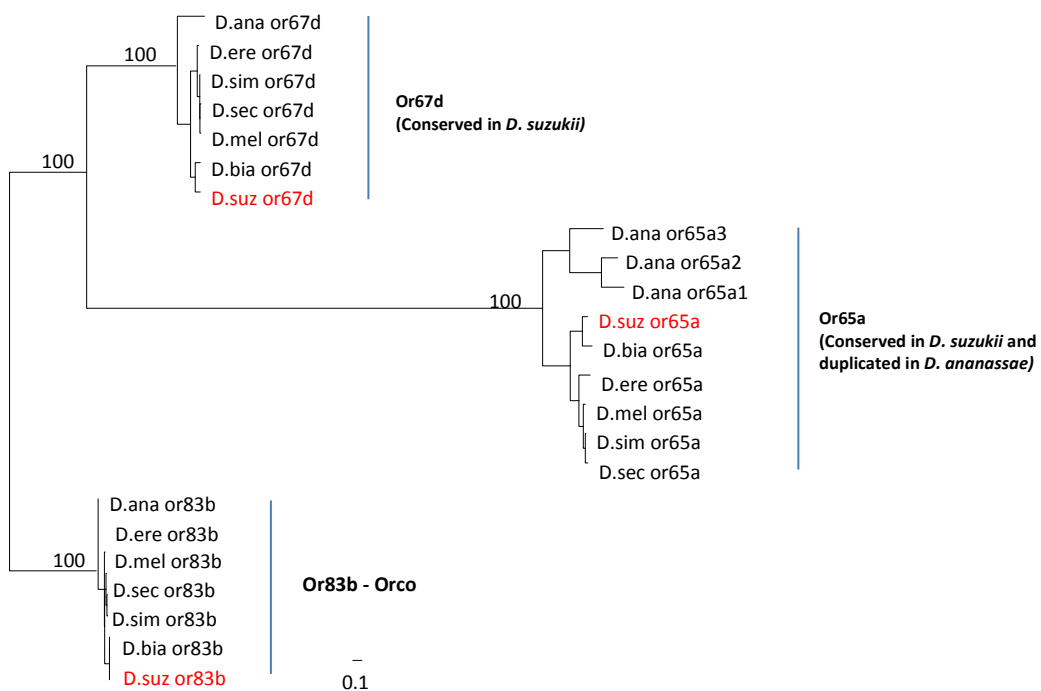 D.ana or67d
100
D.ere or67d
D.sim or67d
D.sec or67d
D.mel or67d
D.bia or67d
D.suz or67d
Or67d
(Conserved in D. suzukii)
100
D.ana or65a3
D.ana or65a2
D.ana or65a1
100
D.suz or65a
D.bia or65a
D.ere or65a
D.mel or65a
D.sim or65a
D.sec or65a
Or65a
(Conserved in D. suzukii and
duplicated in D. ananassae)
D.ana or83b
D.ere or83b
100
D.mel or83b
D.sec or83b
D.sim or83b
D.bia or83b
D.suz or83b
Or83b - Orco
0.1